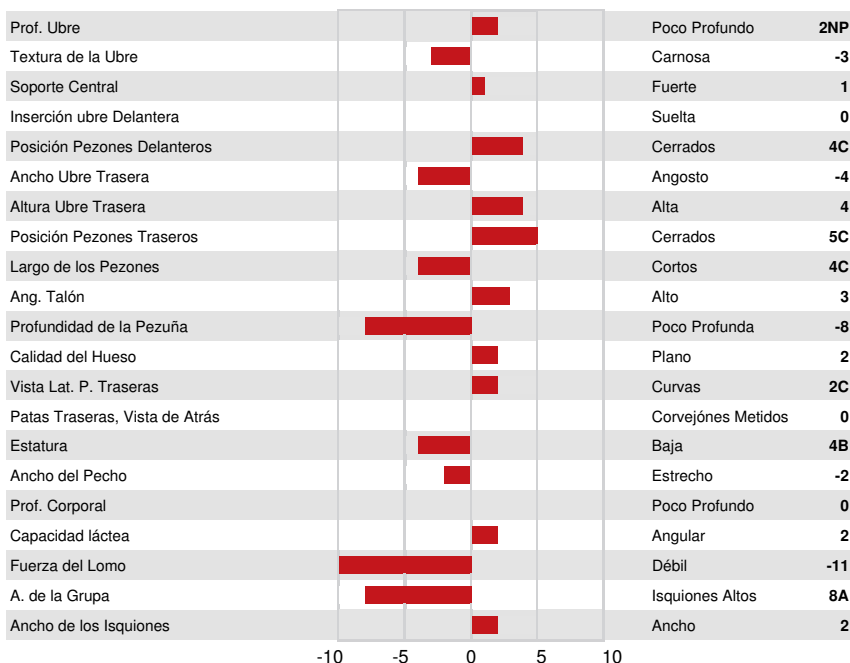 Prof. Ubre Poco Profundo 2NP
Textura de la Ubre Carnosa -3
Soporte Central Fuerte 1
Inserción ubre Delantera Suelta 0
Posición Pezones Delanteros Cerrados 4C
Ancho Ubre Trasera Angosto -4
Altura Ubre Trasera Alta 4
Posición Pezones Traseros Cerrados 5C
Largo de los Pezones Cortos 4C
Ang. Talón Alto 3
Profundidad de la Pezuña Poco Profunda -8
Calidad del Hueso Plano 2
Vista Lat. P. Traseras Curvas 2C
Patas Traseras, Vista de Atrás Corvejónes Metidos 0
Estatura Baja 4B
Ancho del Pecho Estrecho -2
Prof. Corporal Poco Profundo 0
Capacidad láctea Angular 2
Fuerza del Lomo Débil -11
A. de la Grupa Isquiones Altos 8A
Ancho de los Isquiones Ancho 2
-10 -5 0 5 10